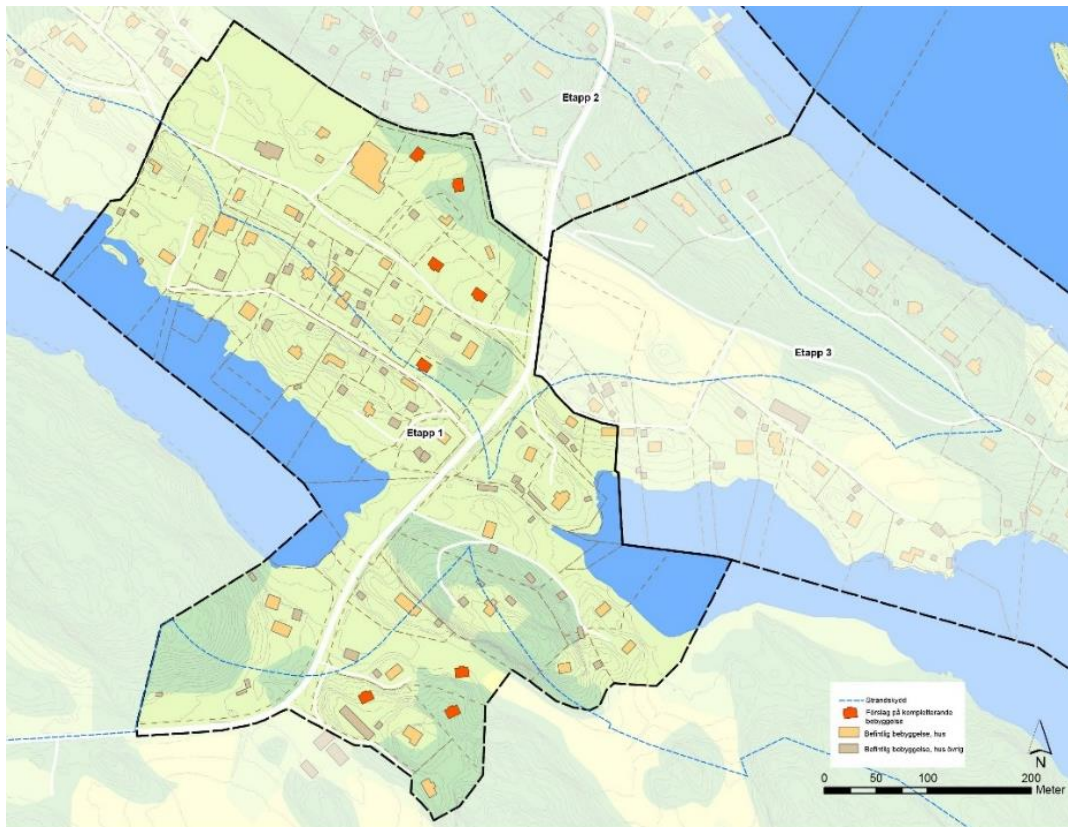 Etapp 2
Etapp 3
Etapp 1
Strandskydd
Förslag på kompletterande
bebyggelse
Befintlig bebyggelse, hus
Befintlig bebyggelse, hus övrig
N
0 50 100 200
Meter